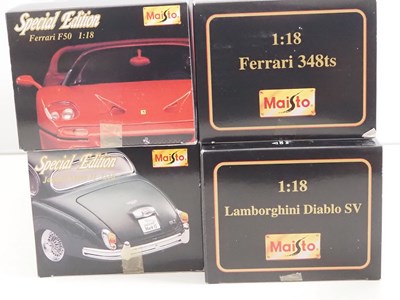 Special Edition
Ferrari F50 1:18
Maisto
1:18
Ferrari 348ts
Maisto
Special Edition
Maisto
1:18
Lamborghini Diablo SV
Maisto